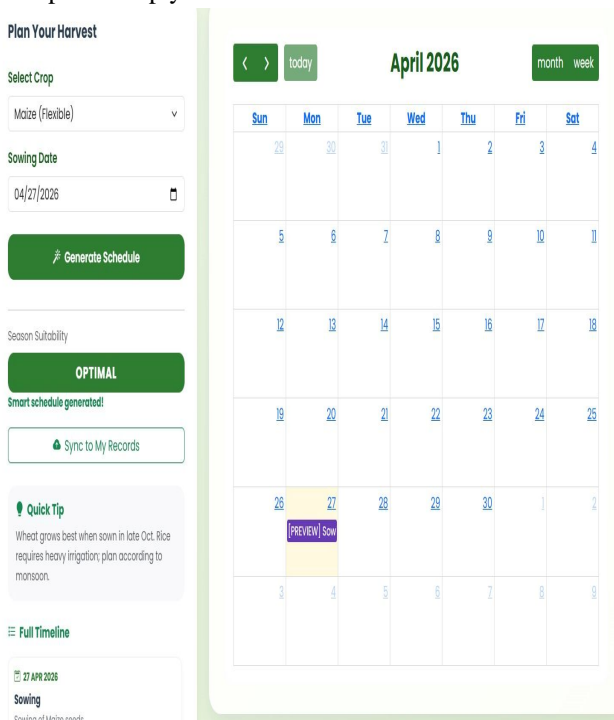 Plan Your Harvest
Select Crop
Maize (Flexible)
Sowing Date
04/27/2026
Generate Schedule
Season Suitability
OPTIMAL
Smart schedule generated!
Sync to My Records
Quick Tip
Wheat grows best when sown in late Oct. Rice
requires heavy irrigation; plan according to
monsoon.
Full Timeline
27 APR 2026
Sowing
Sowing of Maize seeds
today
April 2026
month week
Sun Mon Tue Wed Thu Fri Sat
29 30 31 1 2 3 4
5 6 7 8 9 10 11
12 13 14 15 16 17 18
19 20 21 22 23 24 25
26 27 28 29 30 1 2
[PREVIEW] Sow
3 4 5 6 7 8 9